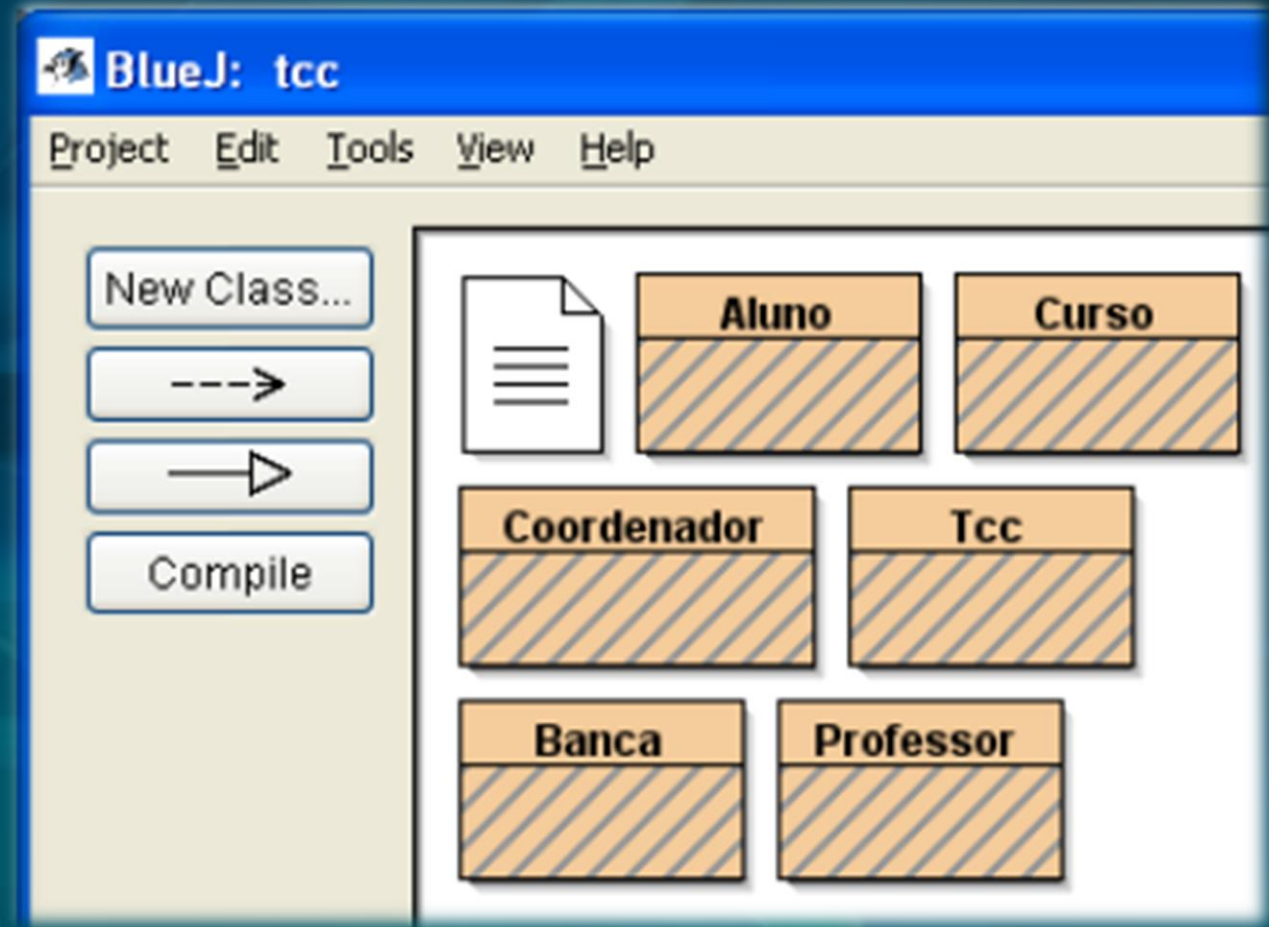 BlueJ: tcc
Project Edit Tools View Help
New Class...
Compile
Aluno Curso
Coordenador Tcc
Banca Professor